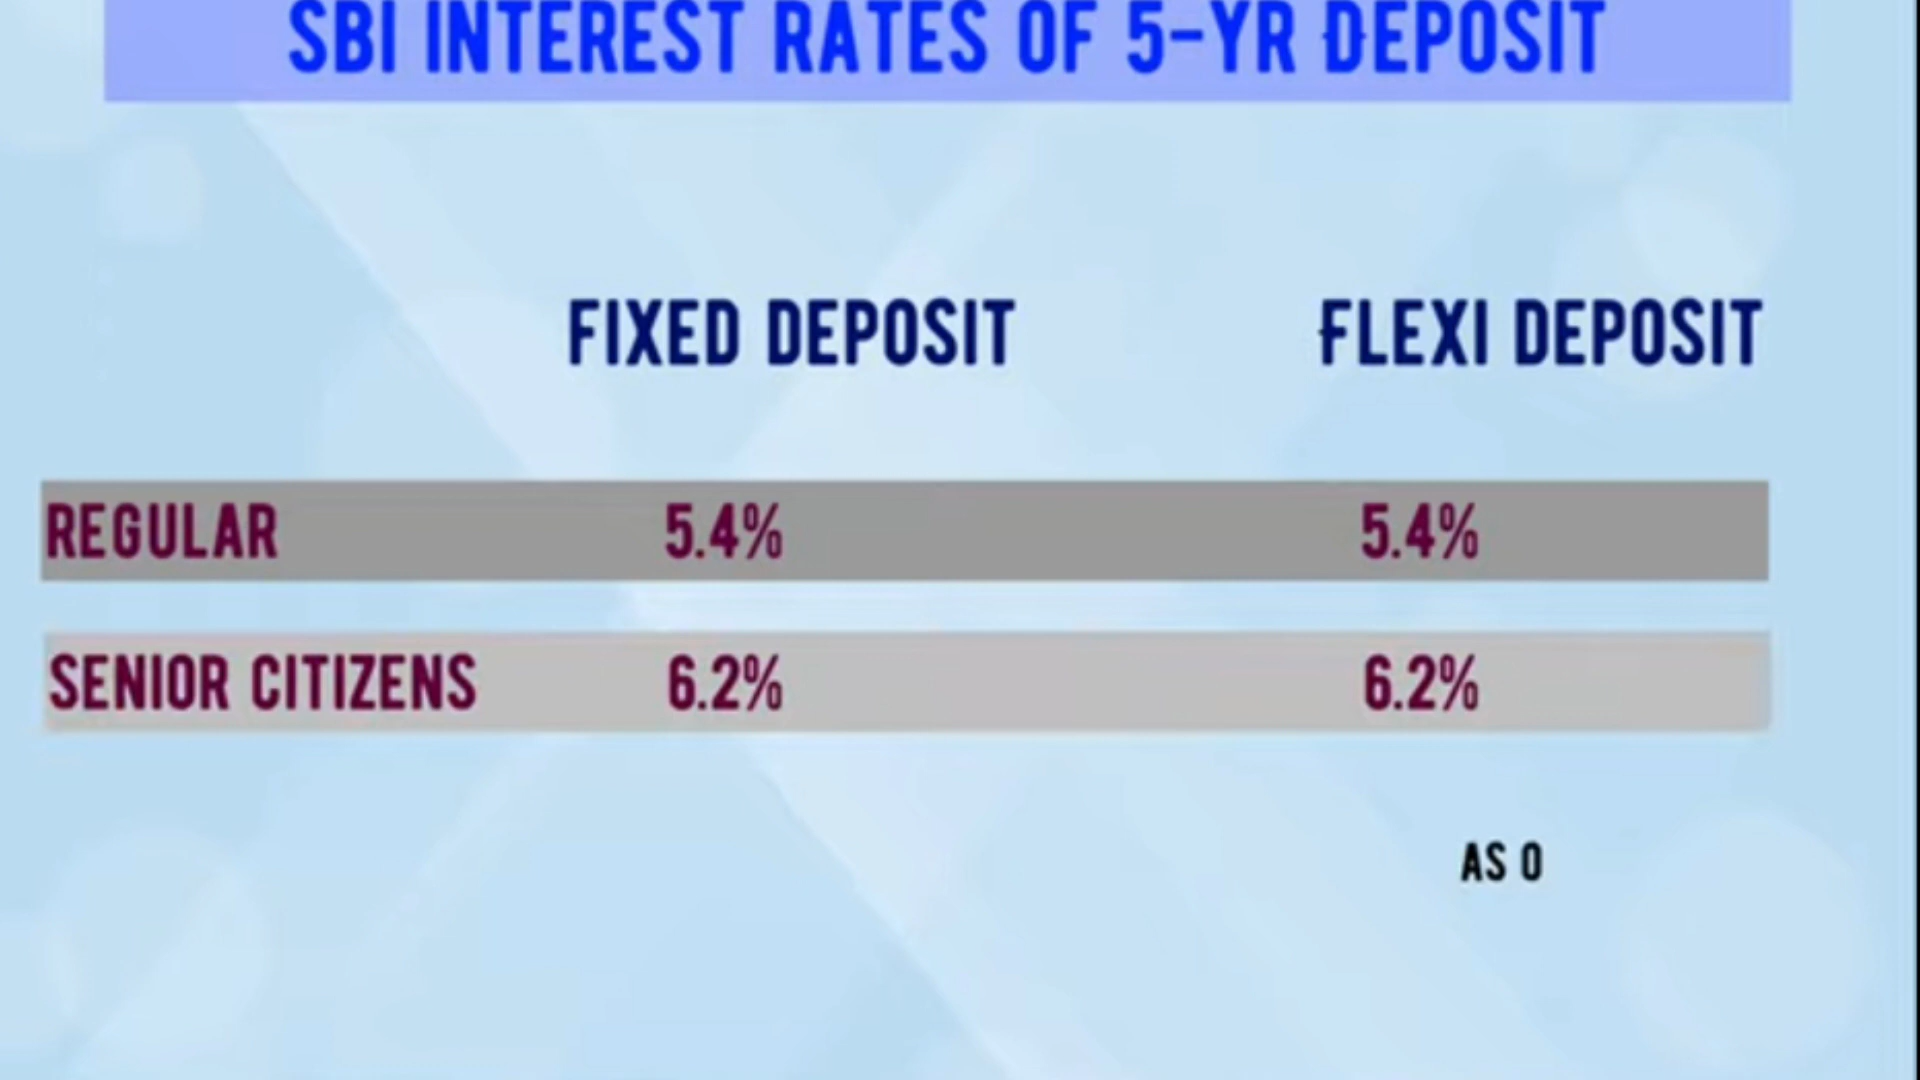 SBI INTEREST RATES OF 5-YR DEPOSIT
FIXED DEPOSIT FLEXI DEPOSIT
REGULAR 5.4% 5.4%
SENIOR CITIZENS 6.2% 6.2%
AS O